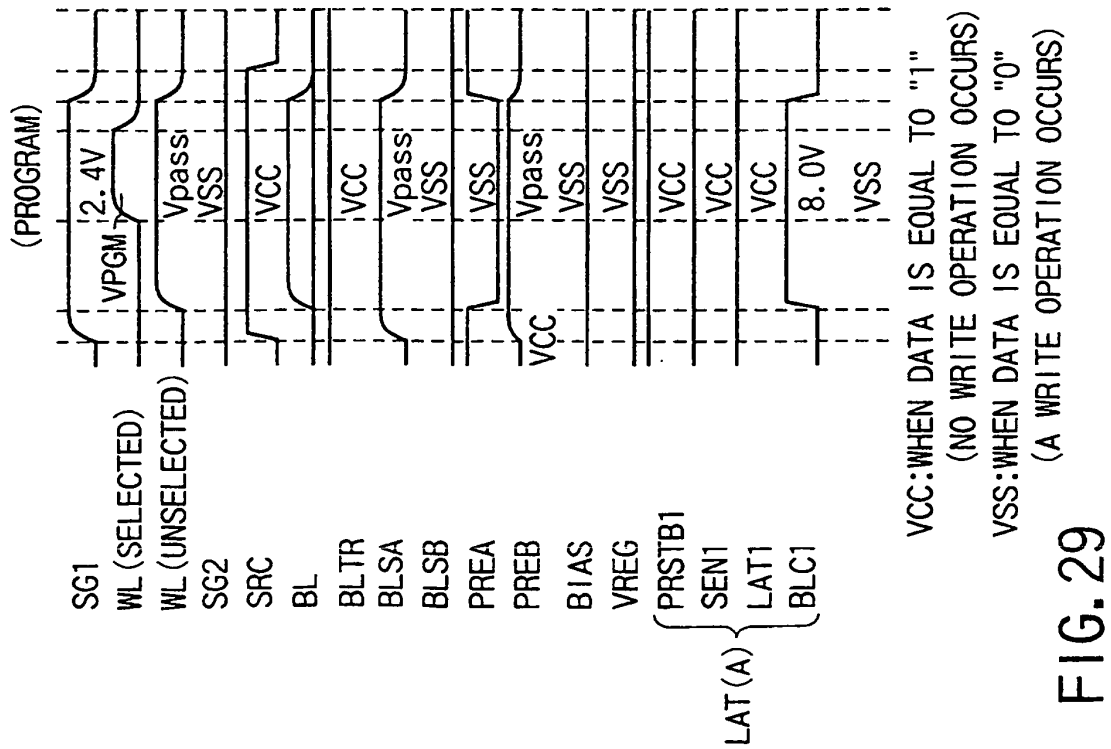 (PROGRAM)
SG1
2.4V
WL(SELECTED)
VPGM
WL(UNSELECTED)
Vpass
SG2
VSS
SRC
VCC
BL
BLTR
VCC
BLSA
Vpass
BLSB
VSS
PREA
VSS
PREB
Vpass
VCC
BIAS
VSS
VREG
VSS
LAT(A)
PRSTB1
VCC
SEN1
VCC
LAT1
VCC
BLC1
8.0V
VSS
VCC:WHEN DATA IS EQUAL TO "1"
(NO WRITE OPERATION OCCURS)
VSS:WHEN DATA IS EQUAL TO "0"
(A WRITE OPERATION OCCURS)
FIG. 29